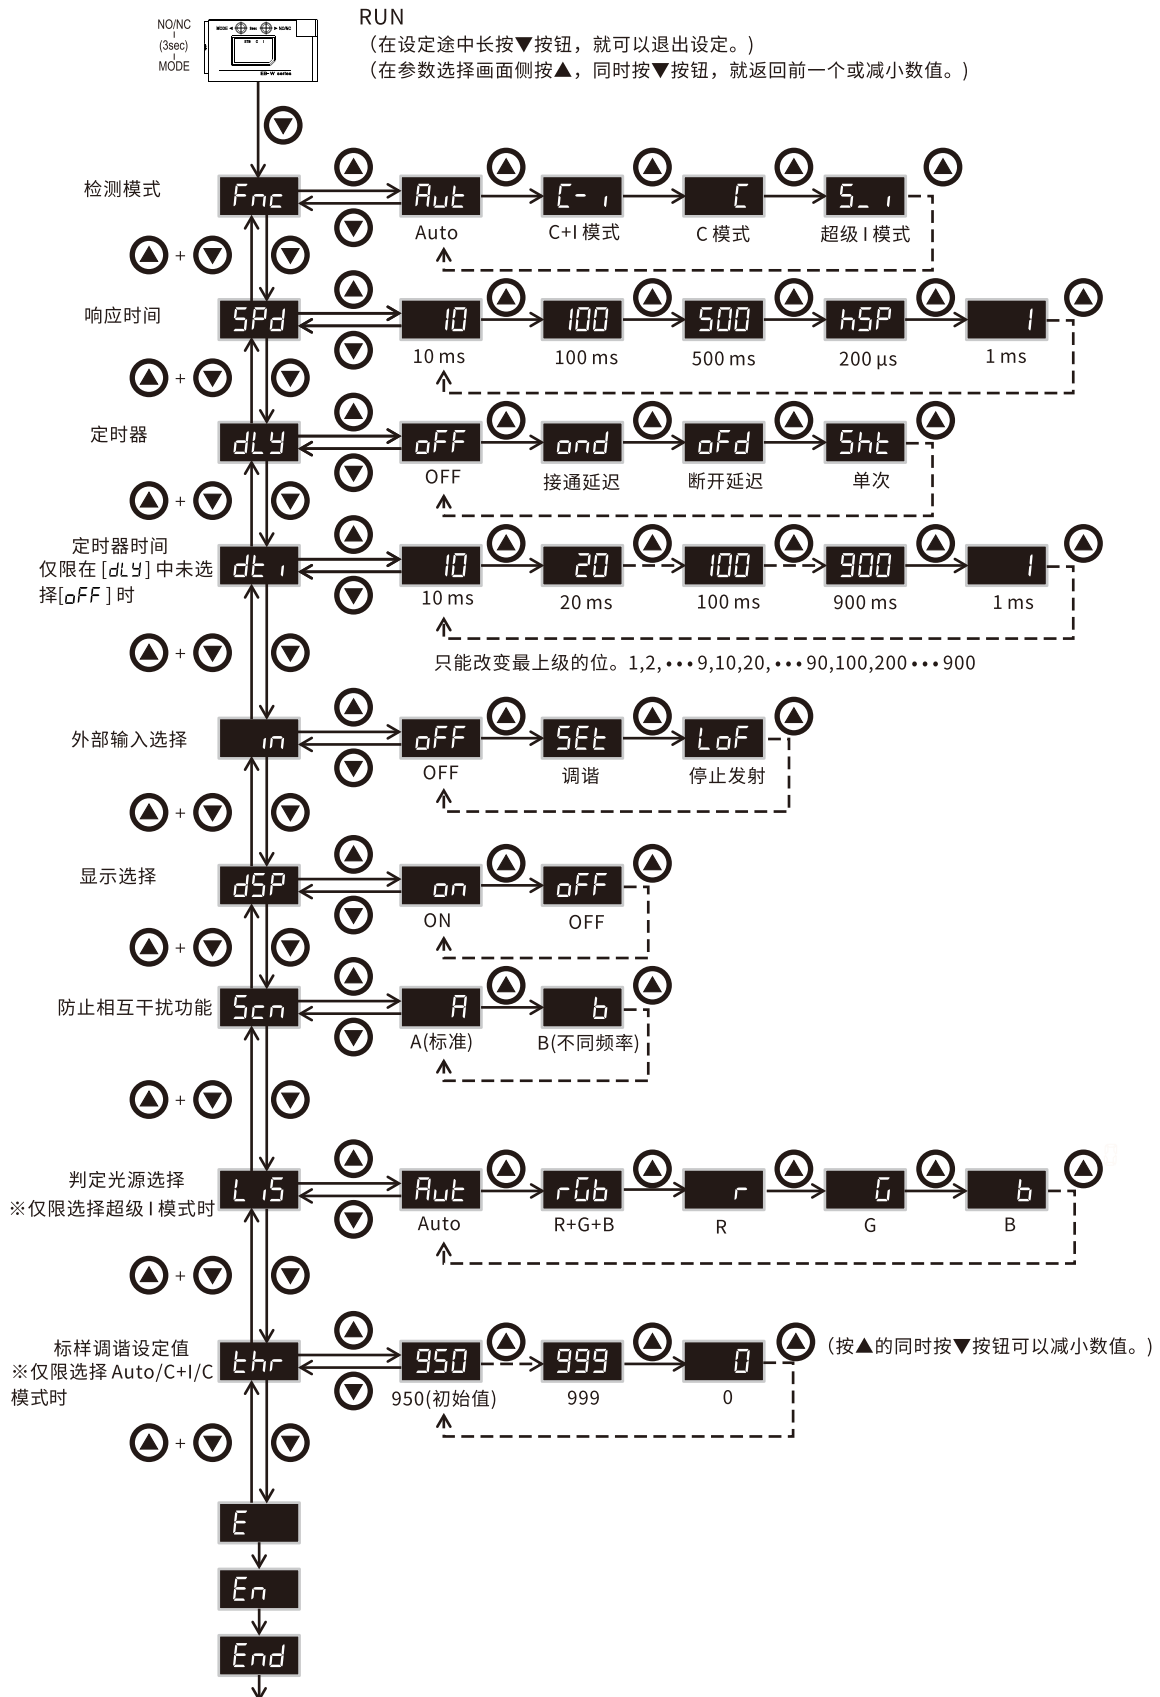 NO/NC
(3sec)
MODE
MODE ◄ 3sec ► NO/NC
STB C I
RUN
（在设定途中长按▼按钮，就可以退出设定。)
（在参数选择画面侧按▲，同时按▼按钮，就返回前一个或减小数值。)
检测模式
Fnc
Aut C-i C S_i
Auto C+I 模式 C 模式 超级 I 模式
+
响应时间
SPd
10 100 500 hSP 1
10 ms 100 ms 500 ms 200 μs 1 ms
+
定时器
dLY
oFF ond oFd Sht
OFF 接通延迟 断开延迟 单次
+
定时器时间
仅限在 [dLY] 中未选
择[oFF] 时
dti
10 20 100 900 1
10 ms 20 ms 100 ms 900 ms 1 ms
只能改变最上级的位。1,2, ••• 9,10,20, ••• 90,100,200 ••• 900
+
外部输入选择
in
oFF SEt LoF
OFF 调谐 停止发射
+
显示选择
dSP
on oFF
ON OFF
+
防止相互干扰功能
Scn
A b
A(标准) B(不同频率)
+
判定光源选择
※仅限选择超级 I 模式时
LiS
Aut rGb r G b
Auto R+G+B R G B
+
标样调谐设定值
※仅限选择 Auto/C+I/C
模式时
thr
950 999 0
950(初始值) 999 0
（按▲的同时按▼按钮可以减小数值。)
+
E
En
End